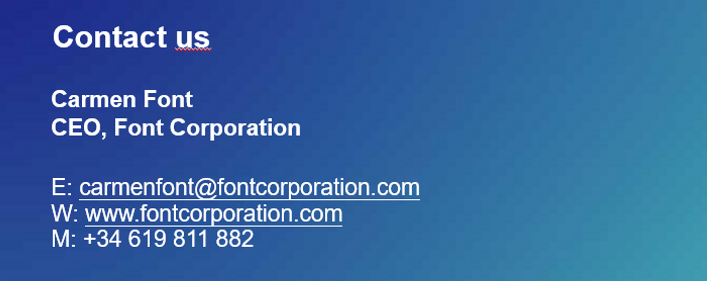 Contact us
Carmen Font
CEO, Font Corporation
E: carmenfont@fontcorporation.com
W: www.fontcorporation.com
M: +34 619 811 882